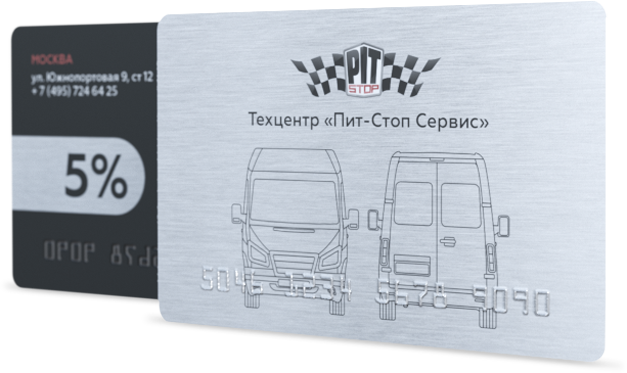 МОСКВА
ул. Южнопортовая 9, ст 12
+ 7 (495) 724 64 25
5%
PIT
STOP
Техцентр «Пит-Стоп Сервис»
5046 1234 5678 9090